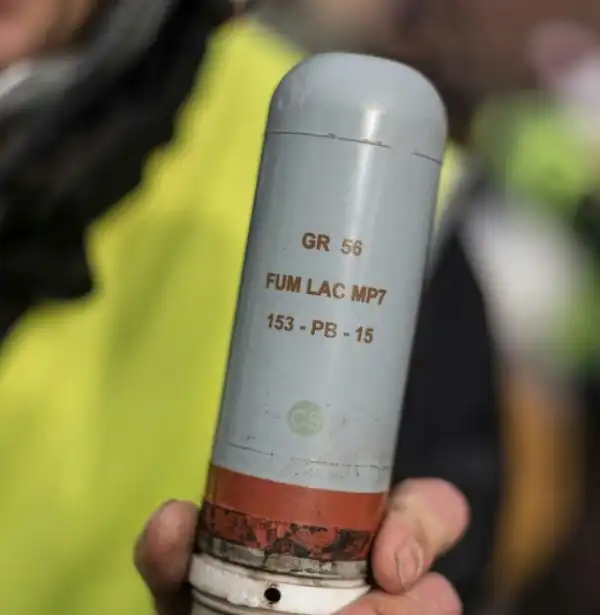 GR 56
FUM LAC MP7
153 - PB - 15
CS